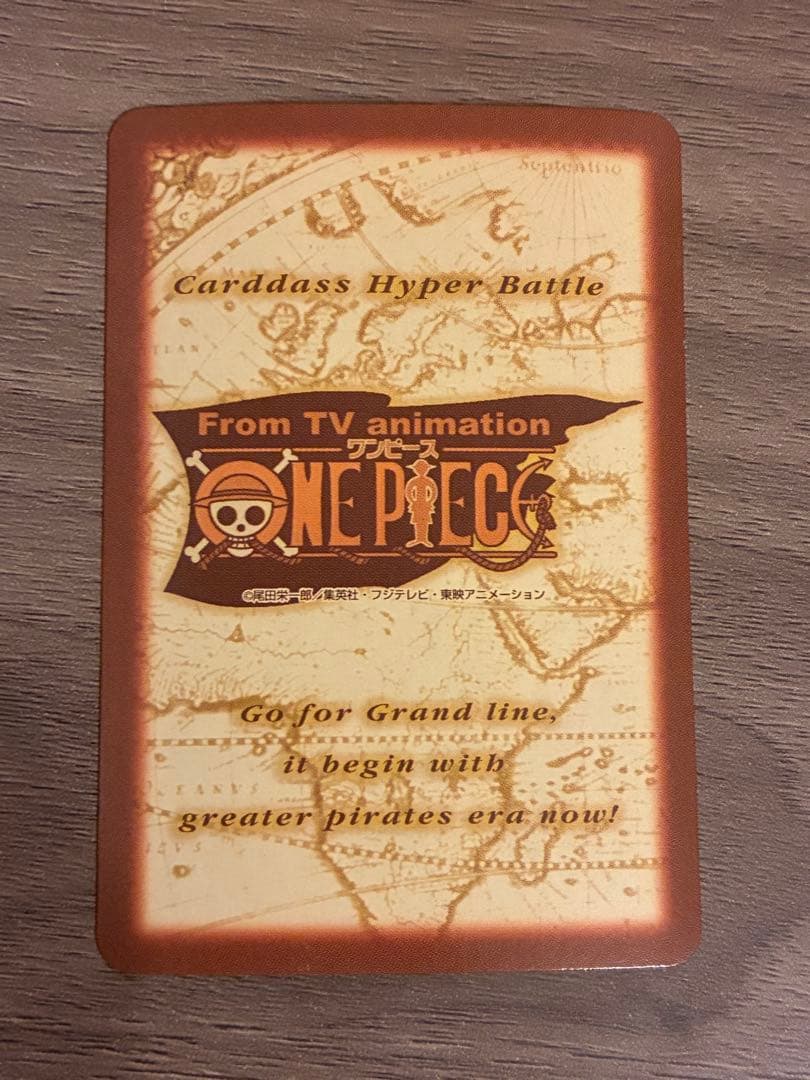 Septentrio
Carddass Hyper Battle
From TV animation
ワンピース
ONE PIECE
©尾田栄一郎／集英社・フジテレビ・東映アニメーション
Go for Grand line,
it begin with
greater pirates era now!